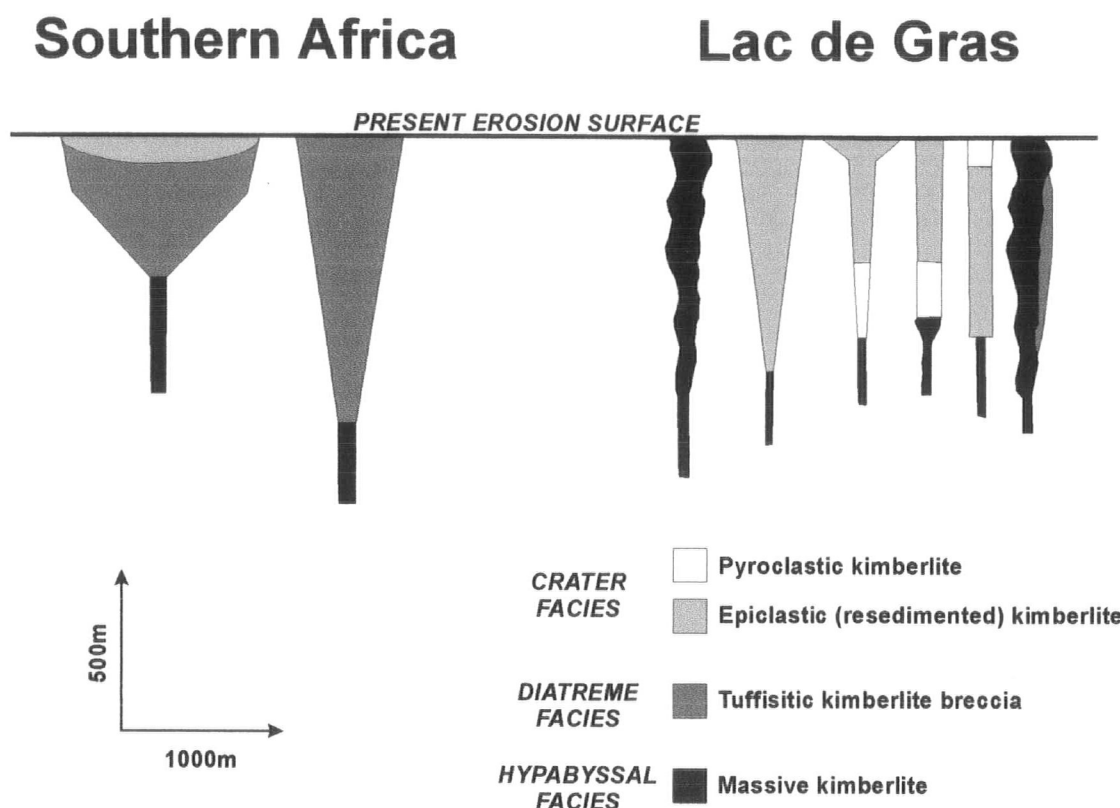 Southern Africa
Lac de Gras
PRESENT EROSION SURFACE
500m
1000m
CRATER
FACIES
Pyroclastic kimberlite
Epiclastic (resedimented) kimberlite
DIATREME
FACIES
Tuffisitic kimberlite breccia
HYPABYSSAL
FACIES
Massive kimberlite